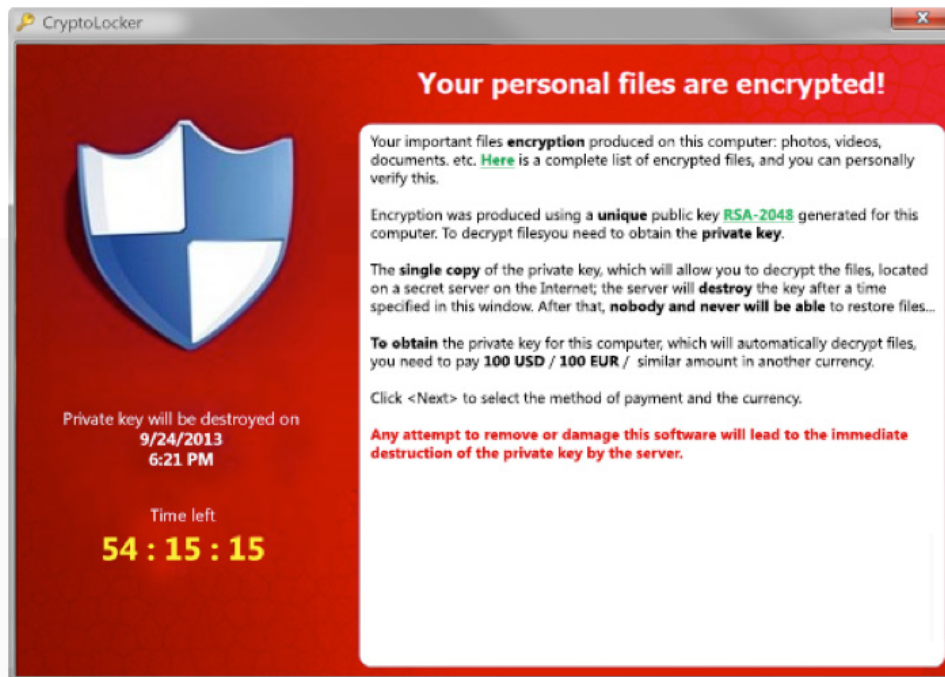 CryptoLocker
Your personal files are encrypted!
Your important files encryption produced on this computer: photos, videos,
documents. etc. Here is a complete list of encrypted files, and you can personally
verify this.
Encryption was produced using a unique public key RSA-2048 generated for this
computer. To decrypt filesyou need to obtain the private key.
The single copy of the private key, which will allow you to decrypt the files, located
on a secret server on the Internet; the server will destroy the key after a time
specified in this window. After that, nobody and never will be able to restore files...
To obtain the private key for this computer, which will automatically decrypt files,
you need to pay 100 USD / 100 EUR / similar amount in another currency.
Click <Next> to select the method of payment and the currency.
Any attempt to remove or damage this software will lead to the immediate
destruction of the private key by the server.
Private key will be destroyed on
9/24/2013
6:21 PM
Time left
54 : 15 : 15